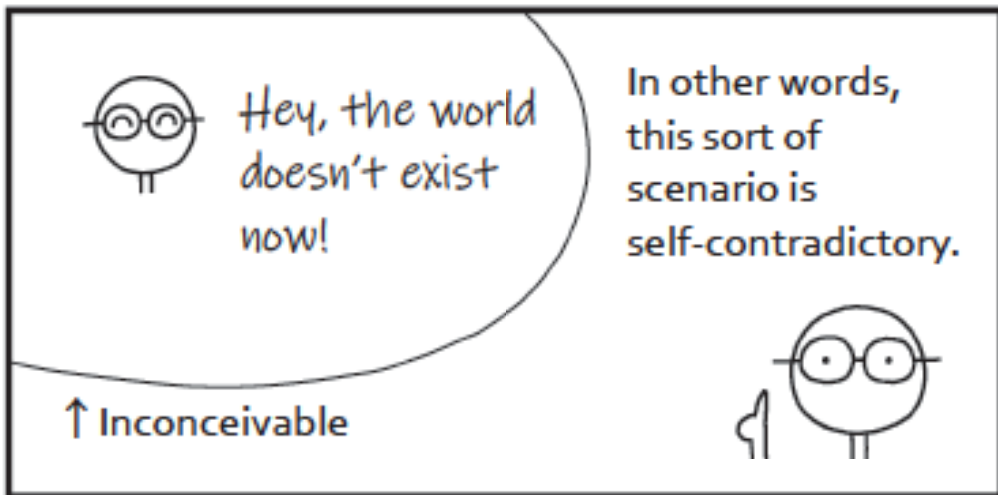 Hey, the world
doesn't exist
now!
In other words,
this sort of
scenario is
self-contradictory.
↑ Inconceivable